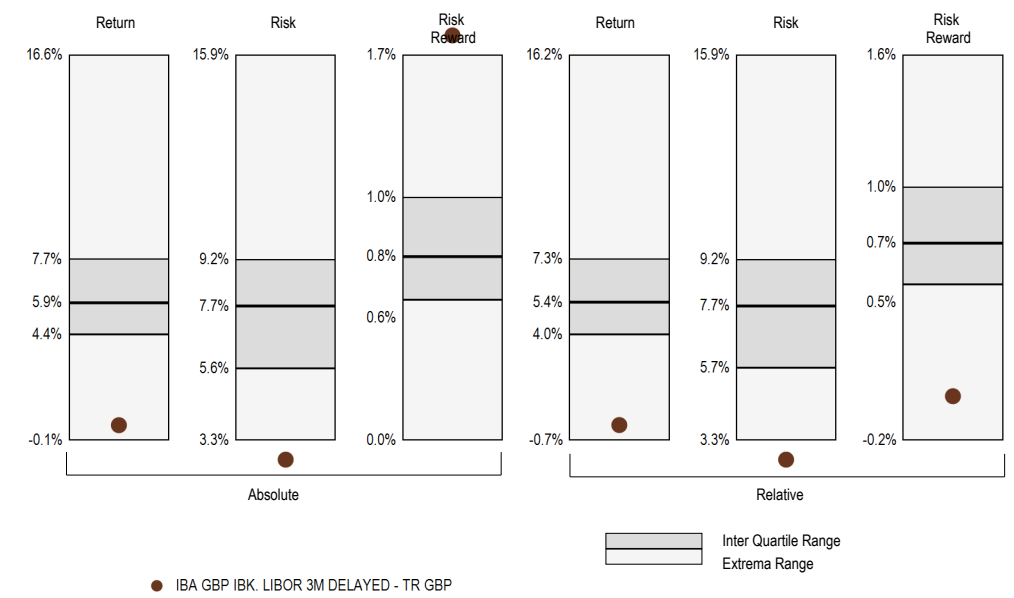 Return
Risk
Risk
Reward
Return
Risk
Risk
Reward
16.6%
15.9%
1.7%
16.2%
15.9%
1.6%
1.0%
1.0%
7.7%
9.2%
0.8%
7.3%
9.2%
0.7%
5.9%
7.7%
0.6%
5.4%
7.7%
0.5%
4.4%
5.6%
4.0%
5.7%
-0.1%
3.3%
0.0%
-0.7%
3.3%
-0.2%
Absolute
Relative
Inter Quartile Range
Extrema Range
IBA GBP IBK. LIBOR 3M DELAYED - TR GBP